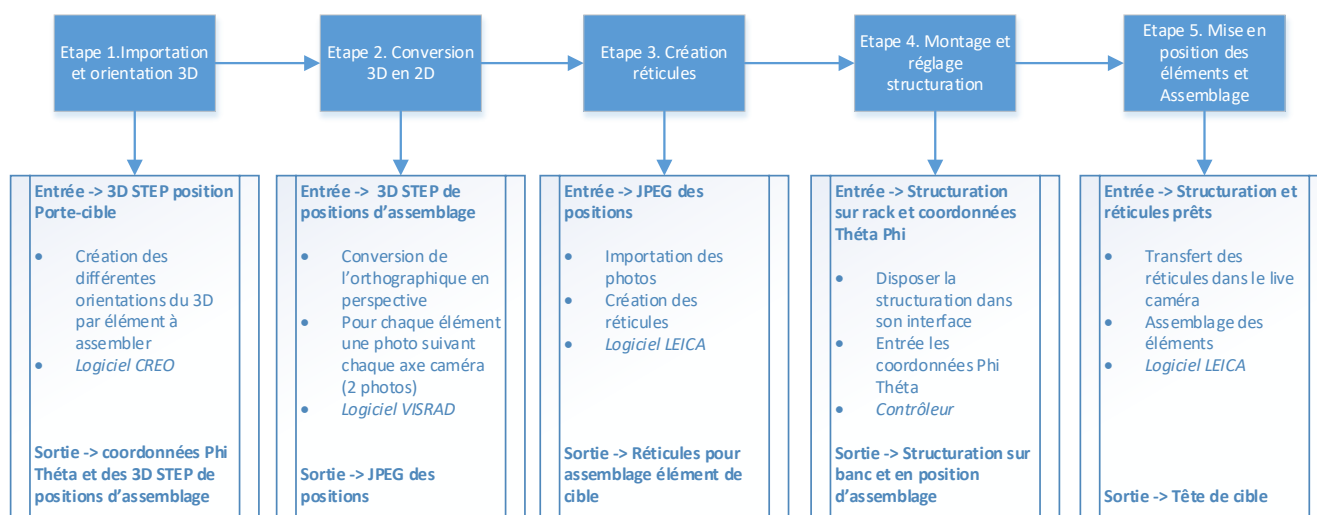 Etape 1.Importation
et orientation 3D
Etape 2. Conversion
3D en 2D
Etape 3. Création
réticules
Etape 4. Montage et
réglage
structuration
Etape 5. Mise en
position des
éléments et
Assemblage
Entrée -> 3D STEP position
Porte-cible
• Création des
différentes
orientations du 3D
par élément à
assembler
• Logiciel CREO
Sortie -> coordonnées Phi
Théta et des 3D STEP de
positions d’assemblage
Entrée -> 3D STEP de
positions d’assemblage
• Conversion de
l’orthographique en
perspective
• Pour chaque élément
une photo suivant
chaque axe caméra
(2 photos)
• Logiciel VISRAD
Sortie -> JPEG des
positions
Entrée -> JPEG des
positions
• Importation des
photos
• Création des
réticules
• Logiciel LEICA
Sortie -> Réticules pour
assemblage élément de
cible
Entrée -> Structuration
sur rack et coordonnées
Théta Phi
• Disposer la
structuration dans
son interface
• Entrée les
coordonnées Phi
Théta
• Contrôleur
Sortie -> Structuration sur
banc et en position
d’assemblage
Entrée -> Structuration et
réticules prêts
• Transfert des
réticules dans le live
caméra
• Assemblage des
éléments
• Logiciel LEICA
Sortie -> Tête de cible